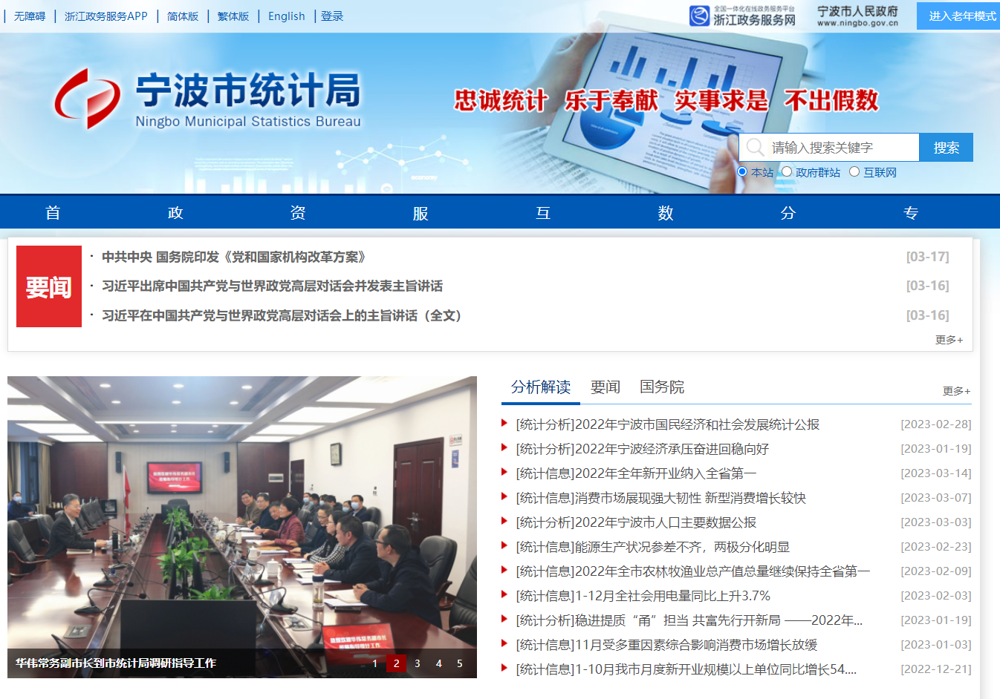 无障碍 浙江政务服务APP 简体版 繁体版 English 登录
全国一体化在线政务服务平台
浙江政务服务网
宁波市人民政府
www.ningbo.gov.cn
进入老年模式
宁波市统计局
Ningbo Municipal Statistics Bureau
忠诚统计 乐于奉献 实事求是 不出假数
economy
请输入搜索关键字 搜索
本站 政府群站 互联网
首 政 资 服 互 数 分 专
要闻
· 中共中央 国务院印发《党和国家机构改革方案》 [03-17]
· 习近平出席中国共产党与世界政党高层对话会并发表主旨讲话 [03-16]
· 习近平在中国共产党与世界政党高层对话会上的主旨讲话（全文） [03-16]
更多+
华伟常务副市长到市统计局调研指导工作 1 2 3 4 5
分析解读 要闻 国务院 更多+
[统计分析]2022年宁波市国民经济和社会发展统计公报 [2023-02-28]
[统计分析]2022年宁波经济承压奋进回稳向好 [2023-01-19]
[统计信息]2022年全年新开业纳入全省第一 [2023-03-14]
[统计信息]消费市场展现强大韧性 新型消费增长较快 [2023-03-07]
[统计分析]2022年宁波市人口主要数据公报 [2023-03-03]
[统计信息]能源生产状况参差不齐，两极分化明显 [2023-02-23]
[统计信息]2022年全市农林牧渔业总产值总量继续保持全省第一 [2023-02-09]
[统计信息]1-12月全社会用电量同比上升3.7% [2023-02-03]
[统计分析]稳进提质“甬”担当 共富先行开新局 ——2022年... [2023-01-19]
[统计信息]11月受多重因素综合影响消费市场增长放缓 [2023-01-03]
[统计信息]1-10月我市月度新开业规模以上单位同比增长54.... [2022-12-21]